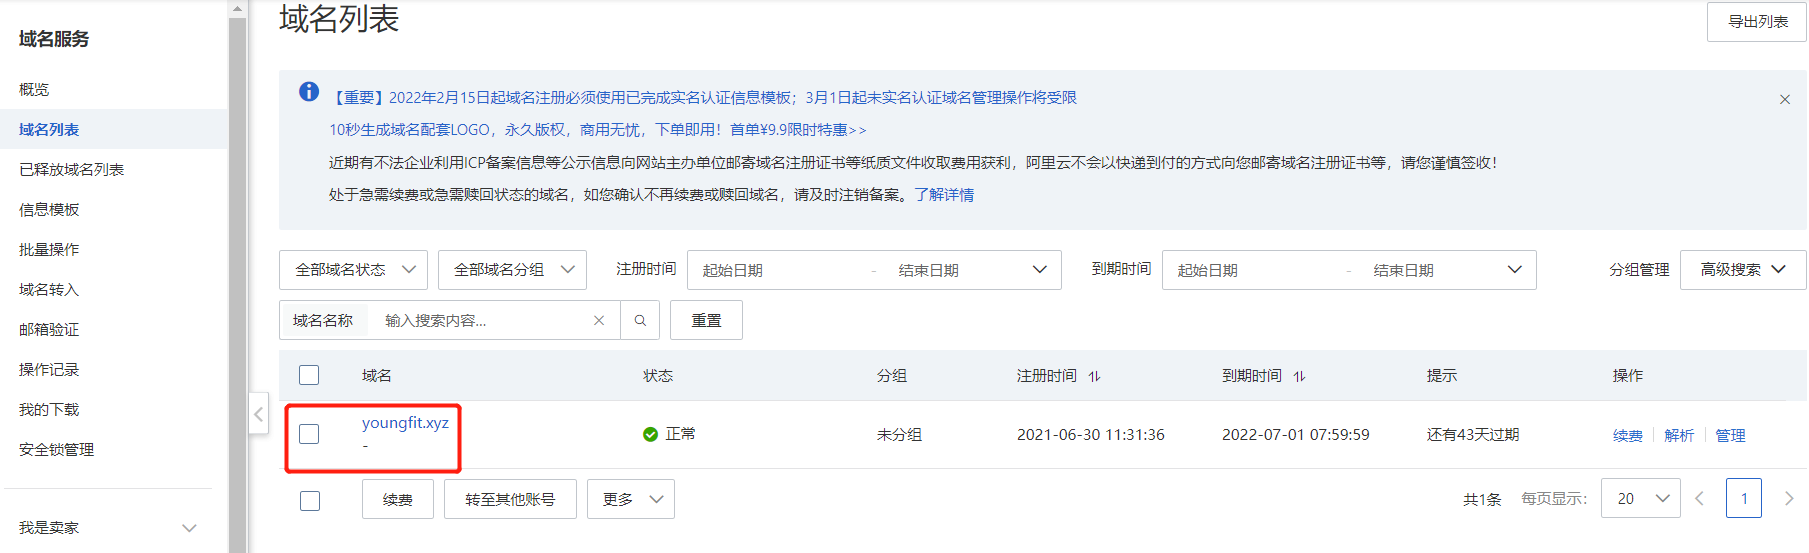 域名服务
概览
域名列表
已释放域名列表
信息模板
批量操作
域名转入
邮箱验证
操作记录
我的下载
安全锁管理
我是卖家
域名列表
导出列表
【重要】2022年2月15日起域名注册必须使用已完成实名认证信息模板；3月1日起未实名认证域名管理操作将受限
10秒生成域名配套LOGO，永久版权，商用无忧，下单即用！首单¥9.9限时特惠>>
近期有不法企业利用ICP备案信息等公示信息向网站主办单位邮寄域名注册证书等纸质文件收取费用获利，阿里云不会以快递到付的方式向您邮寄域名注册证书等，请您谨慎签收！
处于急需续费或急需赎回状态的域名，如您确认不再续费或赎回域名，请及时注销备案。了解详情
全部域名状态 全部域名分组 注册时间 起始日期 - 结束日期 到期时间 起始日期 - 结束日期 分组管理 高级搜索
域名名称 输入搜索内容... 重置
域名 状态 分组 注册时间 到期时间 提示 操作
youngfit.xyz
- 正常 未分组 2021-06-30 11:31:36 2022-07-01 07:59:59 还有43天过期 续费 解析 管理
续费 转至其他账号 更多 共1条 每页显示： 20 1